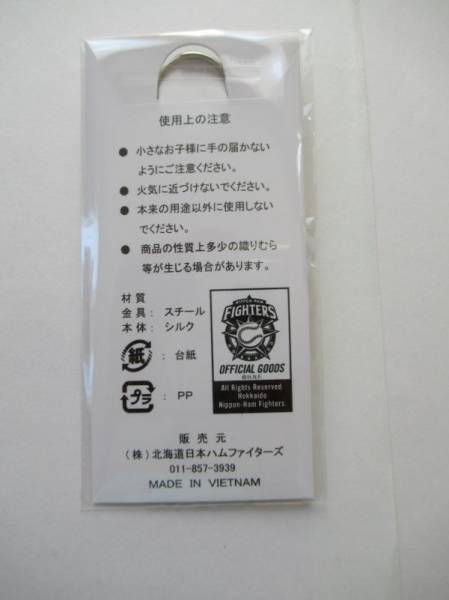 使用上の注意
● 小さなお子様に手の届かない
ようにご注意ください。
● 火気に近づけないでください。
● 本来の用途以外に使用しない
でください。
● 商品の性質上多少の織りむら
等が生じる場合があります。
材質
金具： スチール
本体： シルク
紙 ： 台紙
プラ ： PP
NIPPON-HAM
FIGHTERS
OFFICIAL GOODS
©H.N.F.
All Rights Reserved
Hokkaido
Nippon-Ham Fighters.
販売元
（株）北海道日本ハムファイターズ
011-857-3939
MADE IN VIETNAM